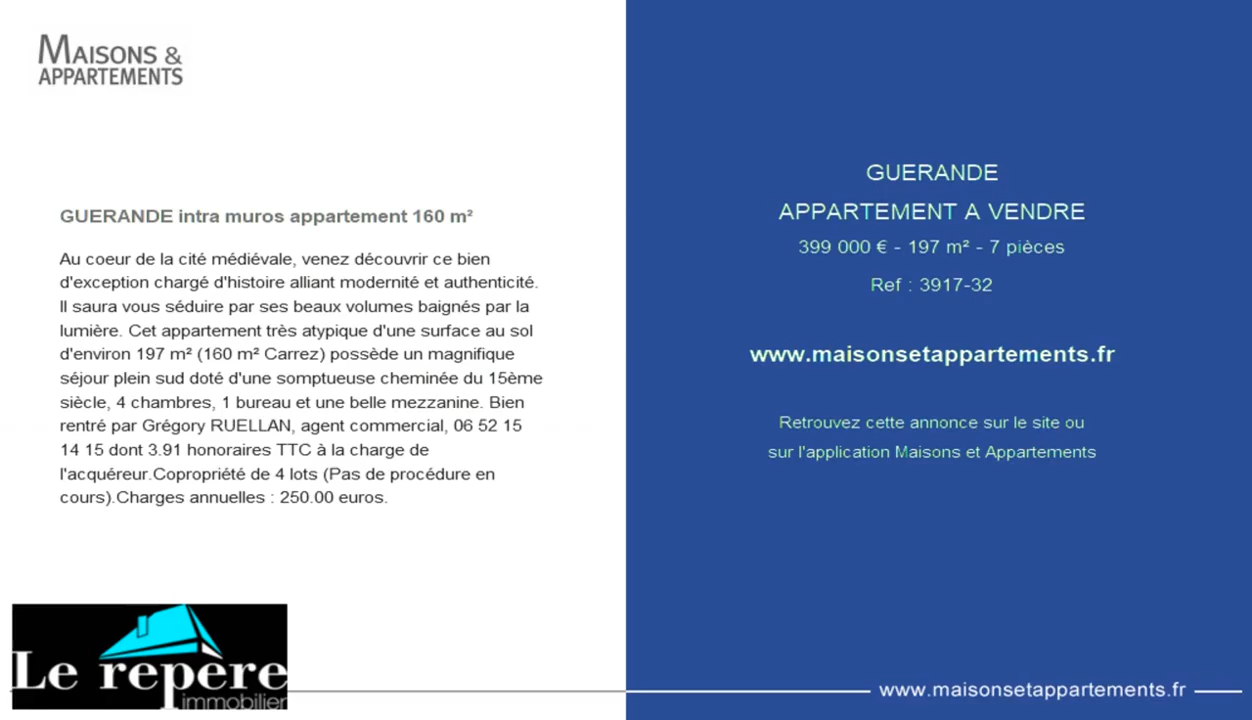 MAISONS &
APPARTEMENTS
GUERANDE intra muros appartement 160 m²
Au coeur de la cité médiévale, venez découvrir ce bien
d'exception chargé d'histoire alliant modernité et authenticité.
Il saura vous séduire par ses beaux volumes baignés par la
lumière. Cet appartement très atypique d'une surface au sol
d'environ 197 m² (160 m² Carrez) possède un magnifique
séjour plein sud doté d'une somptueuse cheminée du 15ème
siècle, 4 chambres, 1 bureau et une belle mezzanine. Bien
rentré par Grégory RUELLAN, agent commercial, 06 52 15
14 15 dont 3.91 honoraires TTC à la charge de
l'acquéreur.Copropriété de 4 lots (Pas de procédure en
cours).Charges annuelles : 250.00 euros.
Le repère
immobilier
GUERANDE
APPARTEMENT A VENDRE
399 000 € - 197 m² - 7 pièces
Ref : 3917-32
www.maisonsetappartements.fr
Retrouvez cette annonce sur le site ou
sur l'application Maisons et Appartements
www.maisonsetappartements.fr